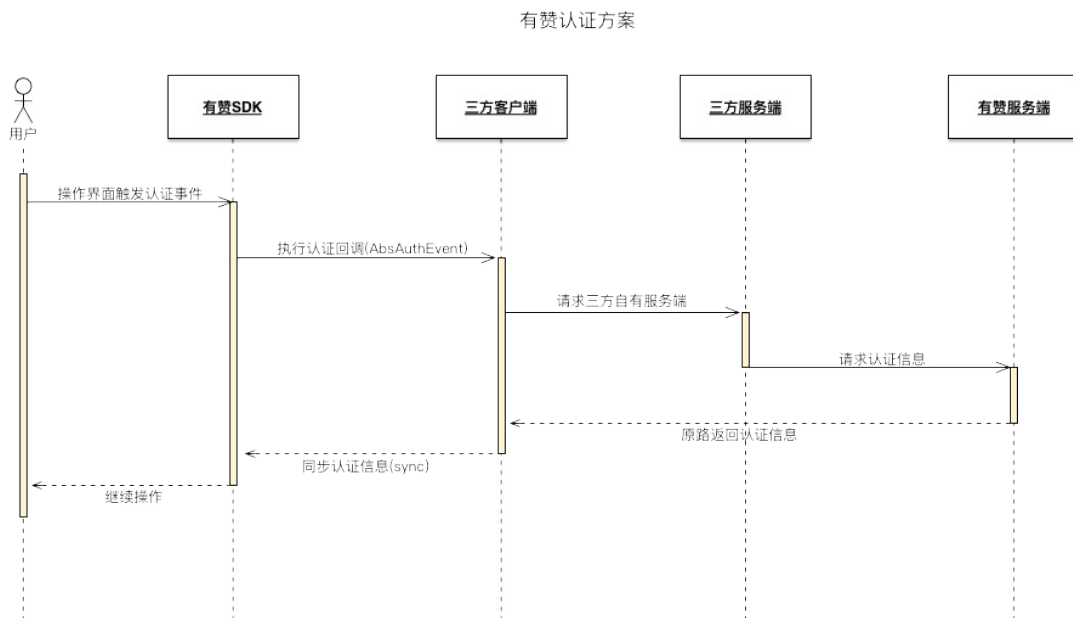 有赞认证方案
用户
有赞SDK
三方客户端
三方服务端
有赞服务端
操作界面触发认证事件
执行认证回调(AbsAuthEvent)
请求三方自有服务端
请求认证信息
原路返回认证信息
同步认证信息(sync)
继续操作